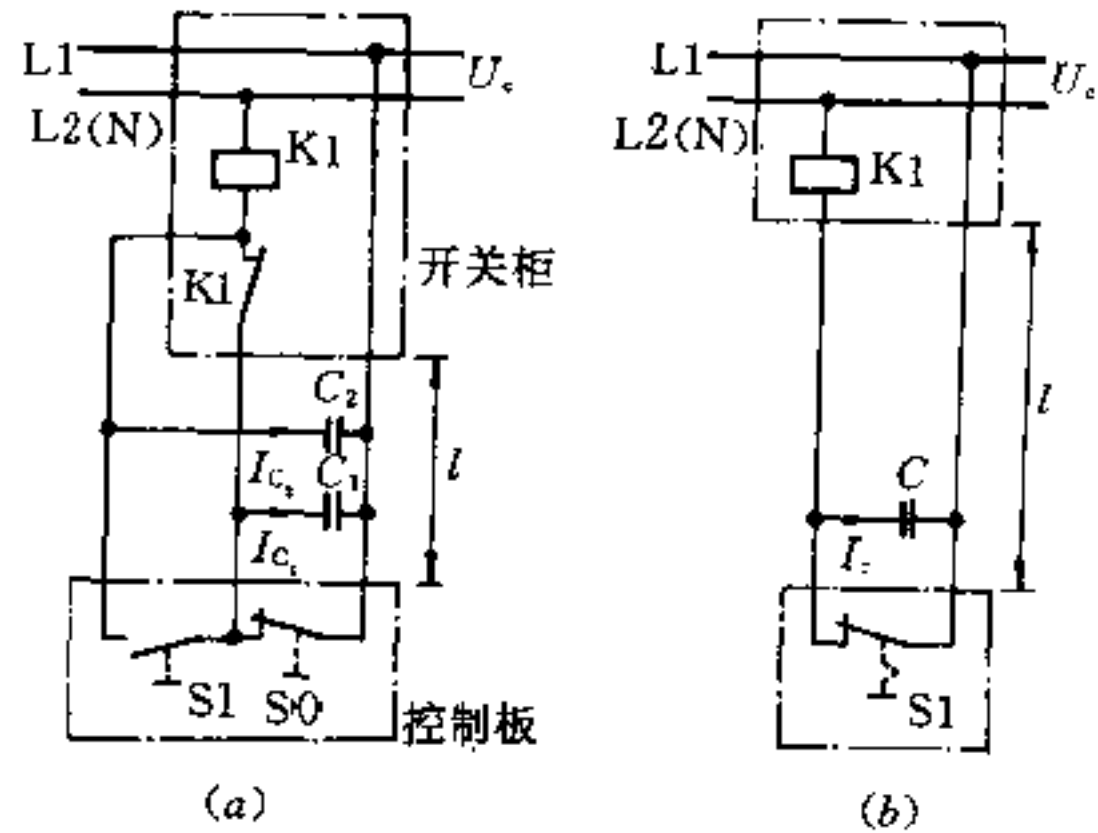 L1
U_c
L2(N)
K1
K1
开关柜
C₂
l
I_C₂
C₁
I_C₁
S1 S0
控制板
(a)
L1
U_c
L2(N)
K1
l
C
S1
(b)